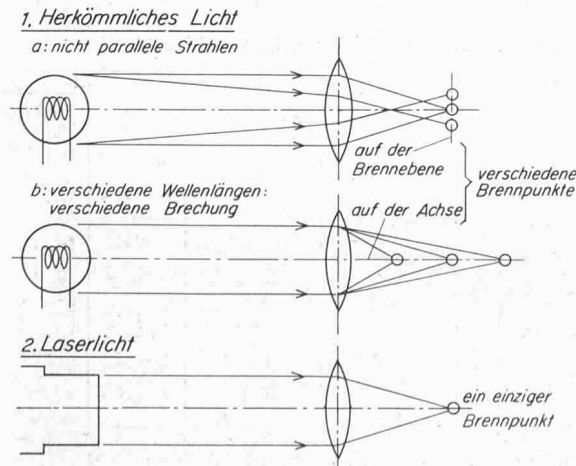 1. Herkömmliches Licht
a: nicht parallele Strahlen
auf der
Brennebene
verschiedene
Brennpunkte
b: verschiedene Wellenlängen:
verschiedene Brechung
auf der Achse
2. Laserlicht
ein einziger
Brennpunkt